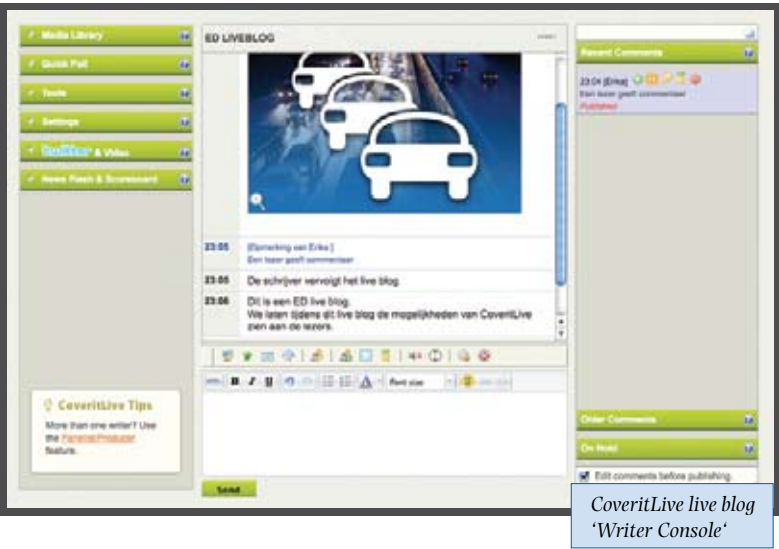 Media Library
Quick Poll
Tools
Settings
twitter & Video
News Flash & Scoreboard
CoveritLive Tips
More than one writer? Use
the Panelist/Producer
feature.
ED LIVEBLOG
23:05 [Opmerking van Erika]
Een lezer geeft commentaar
23:05 De schrijver vervolgt het live blog
23:06 Dit is een ED live blog.
We laten tijdens dit live blog de mogelijkheden van CoveritLive
zien aan de lezers.
B I U A Font size
Send
Recent Comments
23:04 [Erika]
Een lezer geeft commentaar
Published
Older Comments
On Hold
Edit comments before publishing.
CoveritLive live blog
‘Writer Console‘